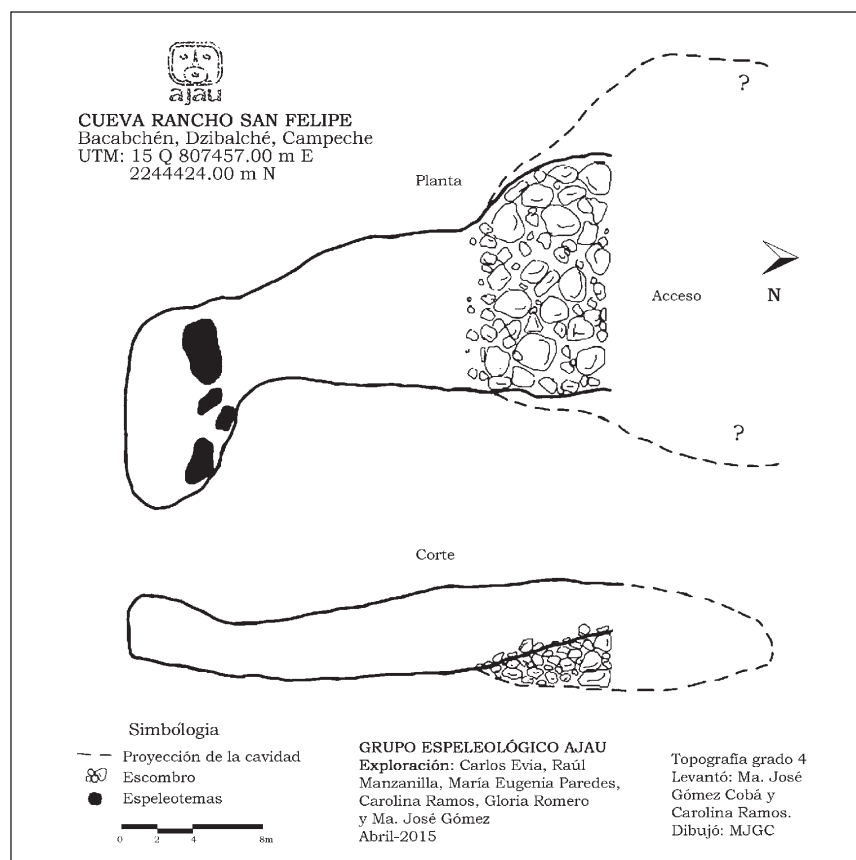 ajau
CUEVA RANCHO SAN FELIPE
Bacabchén, Dzibalché, Campeche
UTM: 15 Q 807457.00 m E
2244424.00 m N
Planta
?
Acceso
N
?
Corte
Simbólogia
Proyección de la cavidad
Escombro
Espeleotemas
0 2 4 8m
GRUPO ESPELEOLÓGICO AJAU
Exploración: Carlos Evia, Raúl
Manzanilla, María Eugenia Paredes,
Carolina Ramos, Gloria Romero
y Ma. José Gómez
Abril-2015
Topografía grado 4
Levantó: Ma. José
Gómez Cobá y
Carolina Ramos.
Dibujó: MJGC